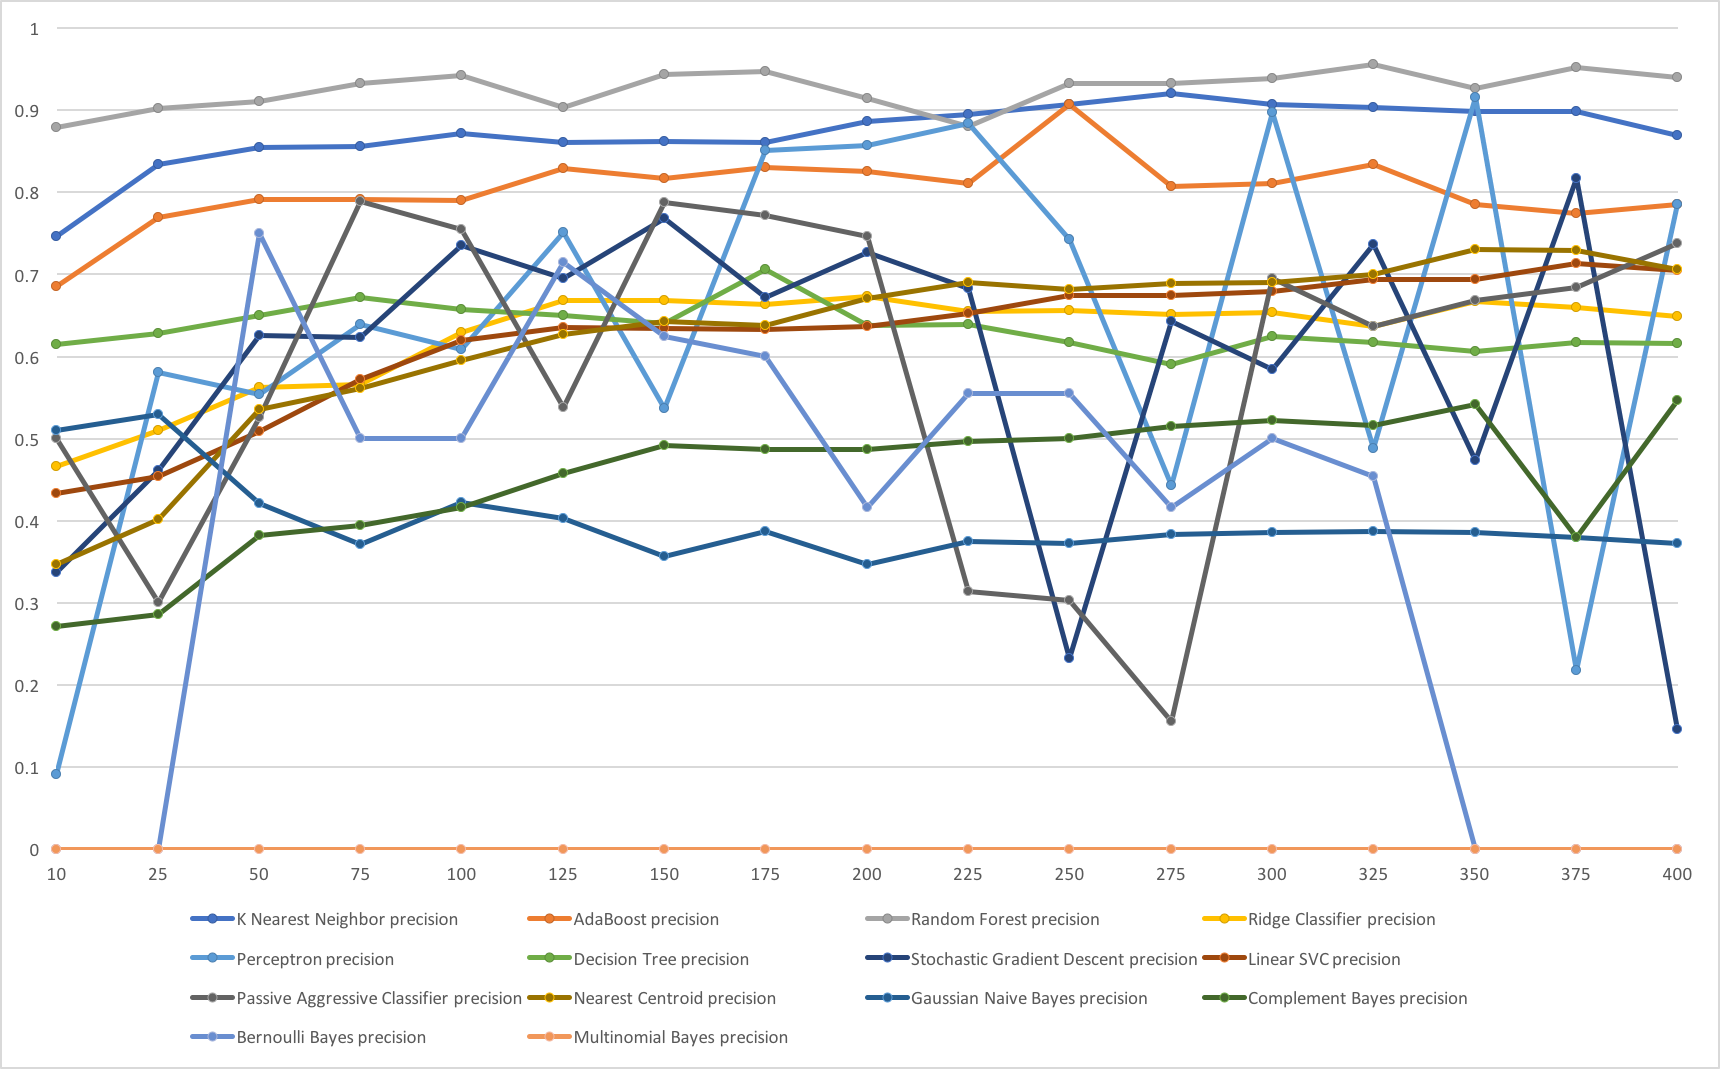 1
0.9
0.8
0.7
0.6
0.5
0.4
0.3
0.2
0.1
0
10 25 50 75 100 125 150 175 200 225 250 275 300 325 350 375 400
K Nearest Neighbor precision AdaBoost precision Random Forest precision Ridge Classifier precision
Perceptron precision Decision Tree precision Stochastic Gradient Descent precision Linear SVC precision
Passive Aggressive Classifier precision Nearest Centroid precision Gaussian Naive Bayes precision Complement Bayes precision
Bernoulli Bayes precision Multinomial Bayes precision